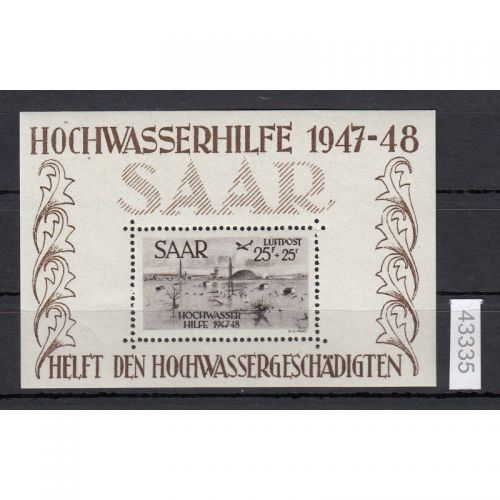 HOCHWASSERHILFE 1947-48
SAAR
SAAR
LUFTPOST
25F + 25F
HOCHWASSER
HILFE 1947/48
HELFT DEN HOCHWASSERGESCHÄDIGTEN
43335